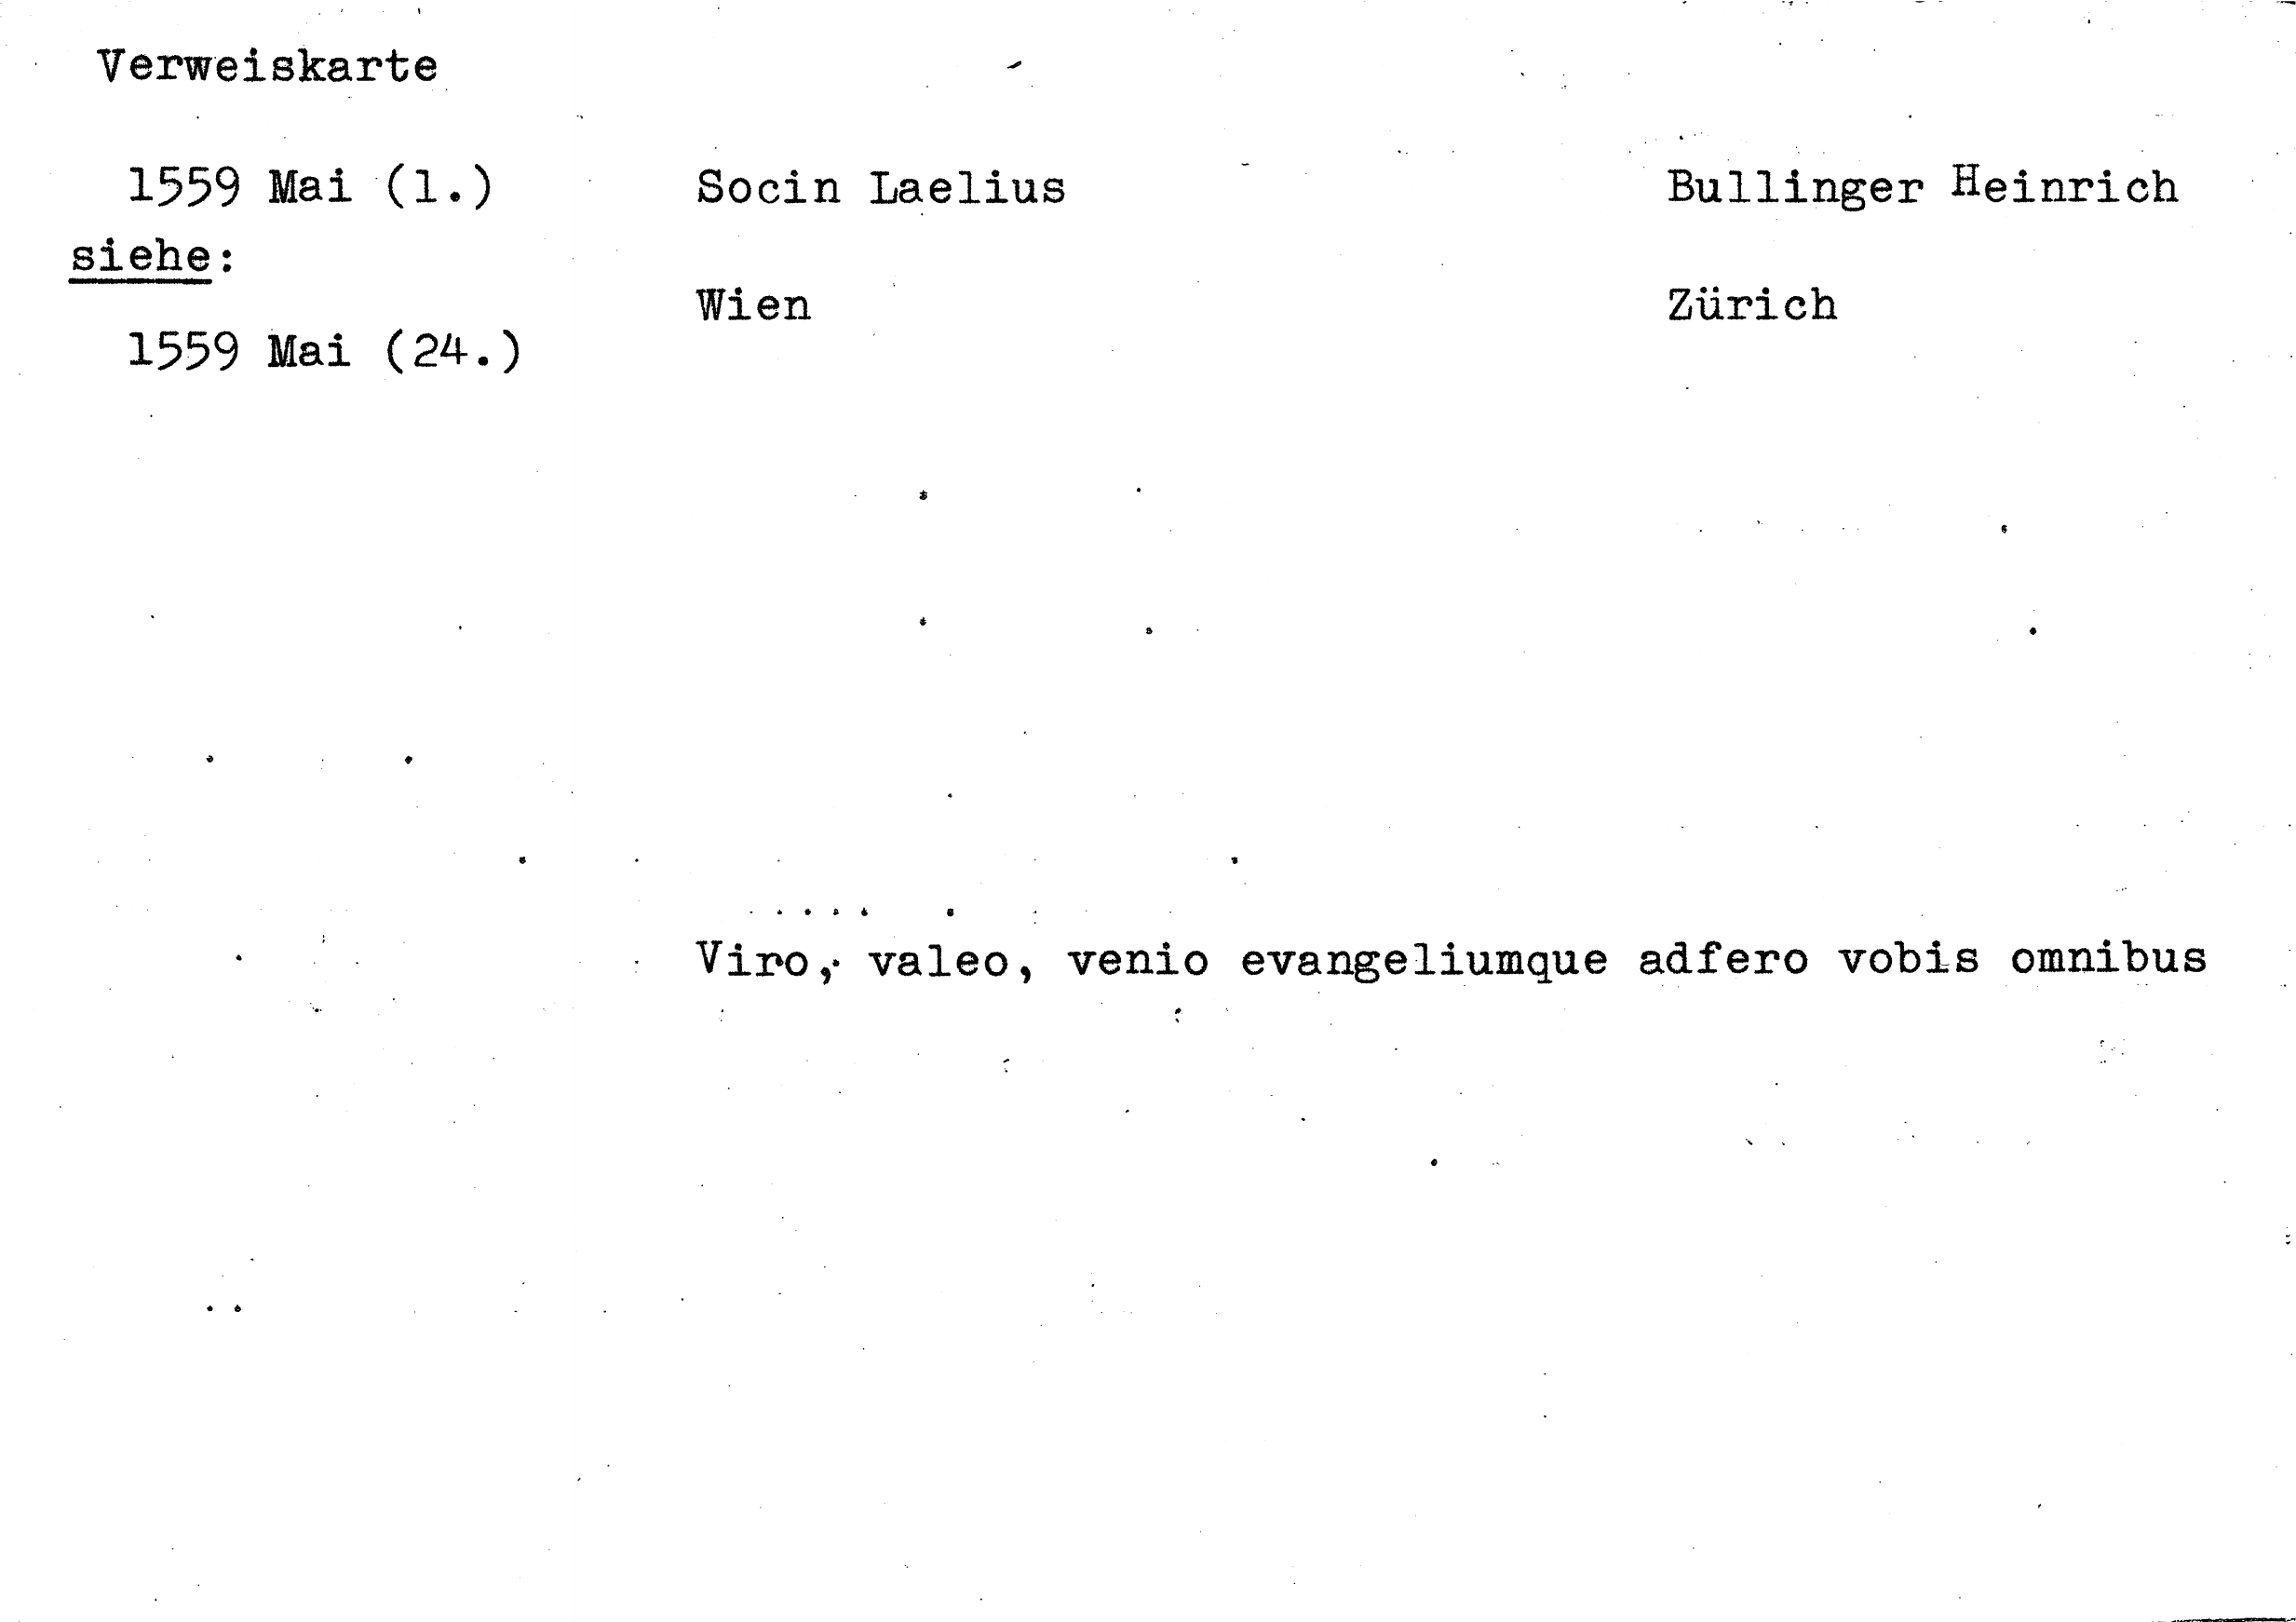 Verweiskarte
1559 Mai (1.) Socin Laelius Bullinger Heinrich
siehe:
Wien Zürich
1559 Mai (24.)
Viro, valeo, venio evangeliumque adfero vobis omnibus